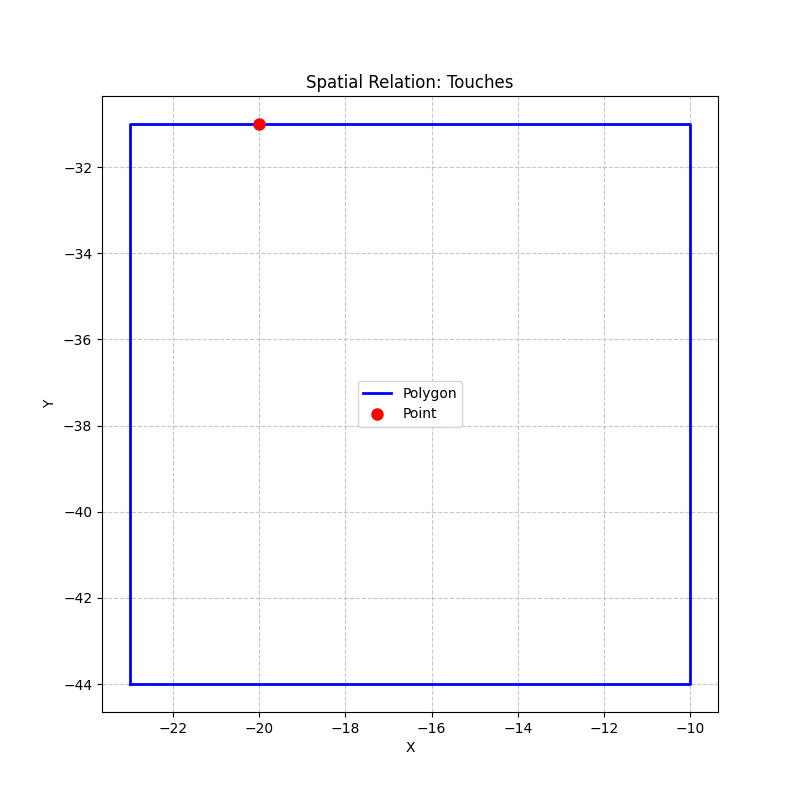 Spatial Relation: Touches
−32
−34
−36
−38
−40
−42
−44
Y
Polygon
Point
−22 −20 −18 −16 −14 −12 −10
X